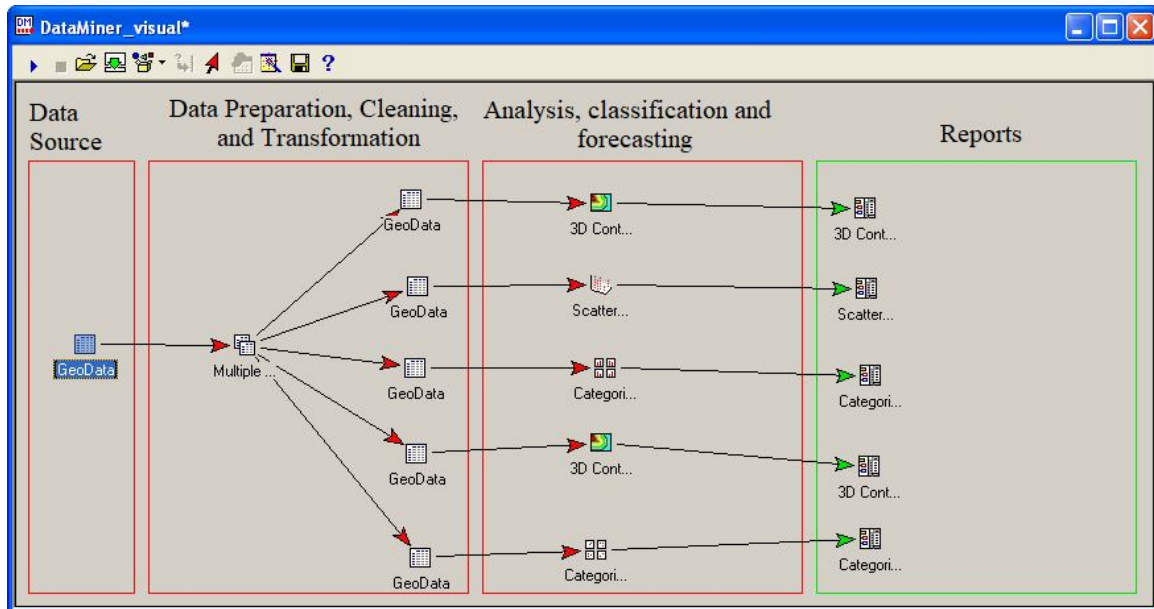 DM
DataMiner_visual*
?
Data
Source
Data Preparation, Cleaning,
and Transformation
Analysis, classification and
forecasting
Reports
GeoData
Multiple ...
GeoData
GeoData
GeoData
GeoData
GeoData
3D Cont...
Scatter...
Categori...
3D Cont...
Categori...
3D Cont...
Scatter...
Categori...
3D Cont...
Categori...